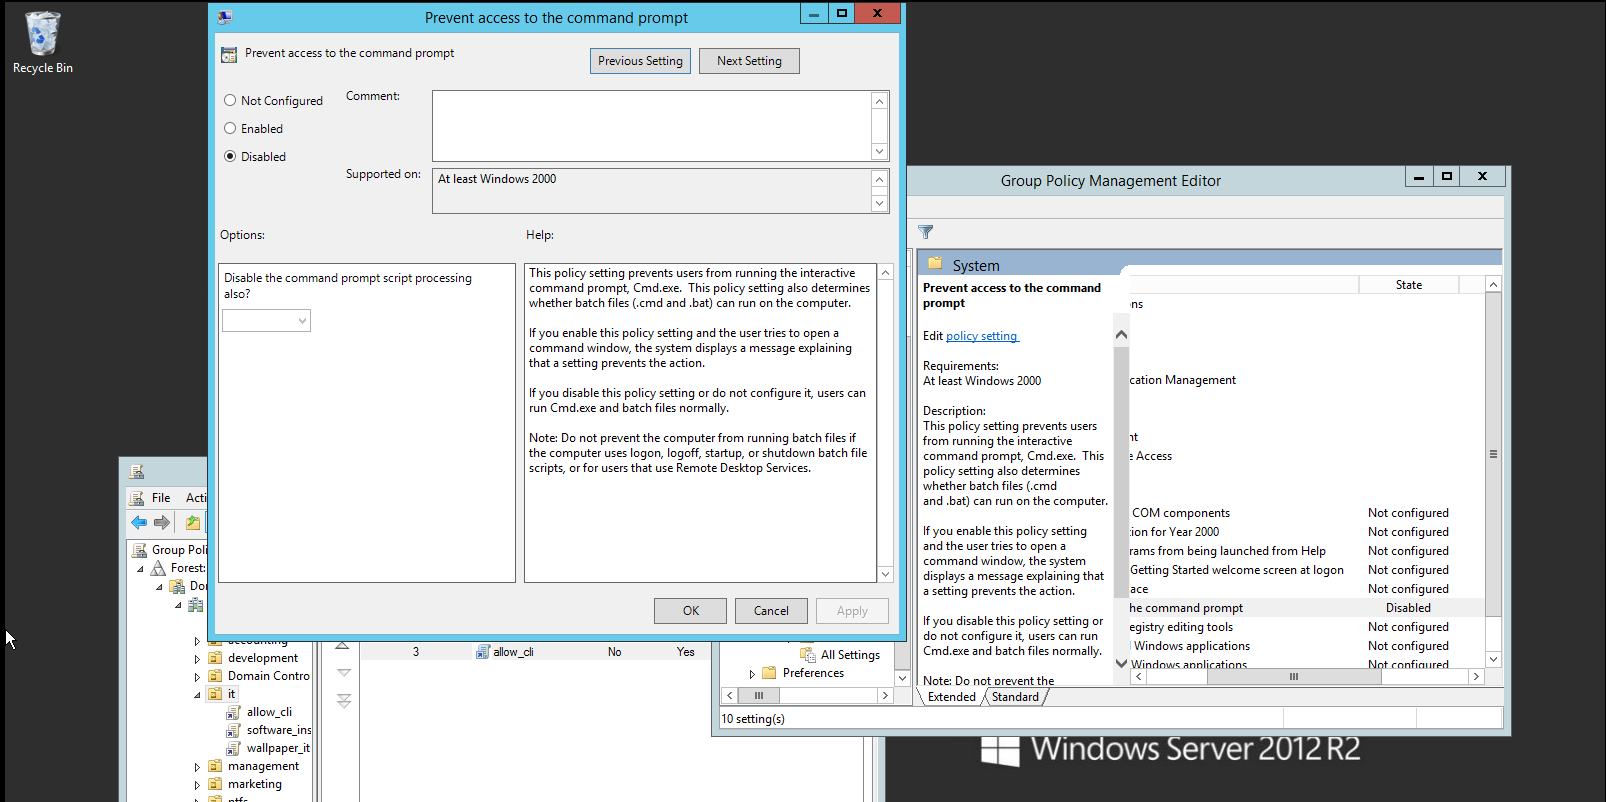 Recycle Bin
Prevent access to the command prompt
Prevent access to the command prompt
Previous Setting
Next Setting
Not Configured
Enabled
Disabled
Comment:
Supported on:
At least Windows 2000
Options:
Help:
Disable the command prompt script processing
also?
This policy setting prevents users from running the interactive
command prompt, Cmd.exe.  This policy setting also determines
whether batch files (.cmd and .bat) can run on the computer.
If you enable this policy setting and the user tries to open a
command window, the system displays a message explaining
that a setting prevents the action.
If you disable this policy setting or do not configure it, users can
run Cmd.exe and batch files normally.
Note: Do not prevent the computer from running batch files if
the computer uses logon, logoff, startup, or shutdown batch file
scripts, or for users that use Remote Desktop Services.
OK
Cancel
Apply
Group Policy Management Editor
System
Prevent access to the command
prompt
Edit policy setting
Requirements:
At least Windows 2000
Description:
This policy setting prevents users
from running the interactive
command prompt, Cmd.exe.  This
policy setting also determines
whether batch files (.cmd
and .bat) can run on the computer.
If you enable this policy setting
and the user tries to open a
command window, the system
displays a message explaining that
a setting prevents the action.
If you disable this policy setting or
do not configure it, users can run
Cmd.exe and batch files normally.
Note: Do not prevent the
State
ons
cation Management
nt
e Access
COM components Not configured
ion for Year 2000 Not configured
rams from being launched from Help Not configured
Getting Started welcome screen at logon Not configured
ace Not configured
he command prompt Disabled
egistry editing tools Not configured
Windows applications Not configured
Windows applications Not configured
Extended
Standard
All Settings
Preferences
10 setting(s)
File Acti
Group Poli
Forest:
Dor
accounting
development
Domain Contro
it
allow_cli
software_ins
wallpaper_it
management
marketing
ntfs
3 allow_cli No Yes
Windows Server 2012 R2